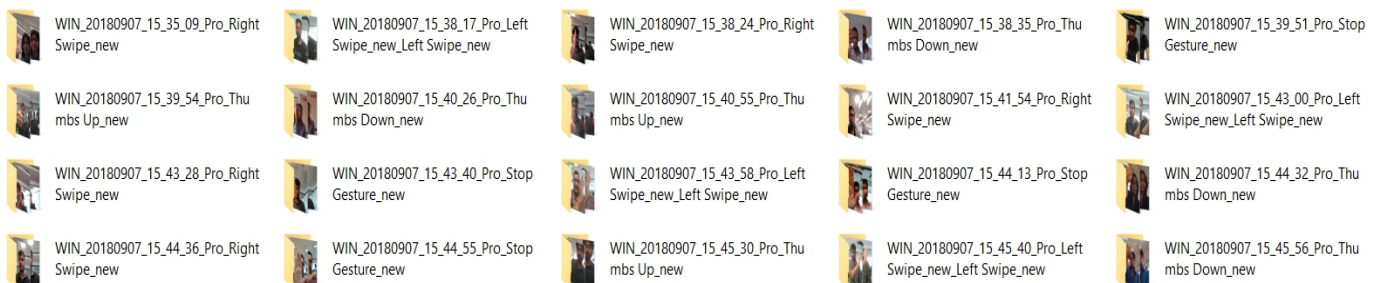 WIN_20180907_15_35_09_Pro_Right
Swipe_new
WIN_20180907_15_38_17_Pro_Left
Swipe_new_Left Swipe_new
WIN_20180907_15_38_24_Pro_Right
Swipe_new
WIN_20180907_15_38_35_Pro_Thu
mbs Down_new
WIN_20180907_15_39_51_Pro_Stop
Gesture_new
WIN_20180907_15_39_54_Pro_Thu
mbs Up_new
WIN_20180907_15_40_26_Pro_Thu
mbs Down_new
WIN_20180907_15_40_55_Pro_Thu
mbs Up_new
WIN_20180907_15_41_54_Pro_Right
Swipe_new
WIN_20180907_15_43_00_Pro_Left
Swipe_new_Left Swipe_new
WIN_20180907_15_43_28_Pro_Right
Swipe_new
WIN_20180907_15_43_40_Pro_Stop
Gesture_new
WIN_20180907_15_43_58_Pro_Left
Swipe_new_Left Swipe_new
WIN_20180907_15_44_13_Pro_Stop
Gesture_new
WIN_20180907_15_44_32_Pro_Thu
mbs Down_new
WIN_20180907_15_44_36_Pro_Right
Swipe_new
WIN_20180907_15_44_55_Pro_Stop
Gesture_new
WIN_20180907_15_45_30_Pro_Thu
mbs Up_new
WIN_20180907_15_45_40_Pro_Left
Swipe_new_Left Swipe_new
WIN_20180907_15_45_56_Pro_Thu
mbs Down_new